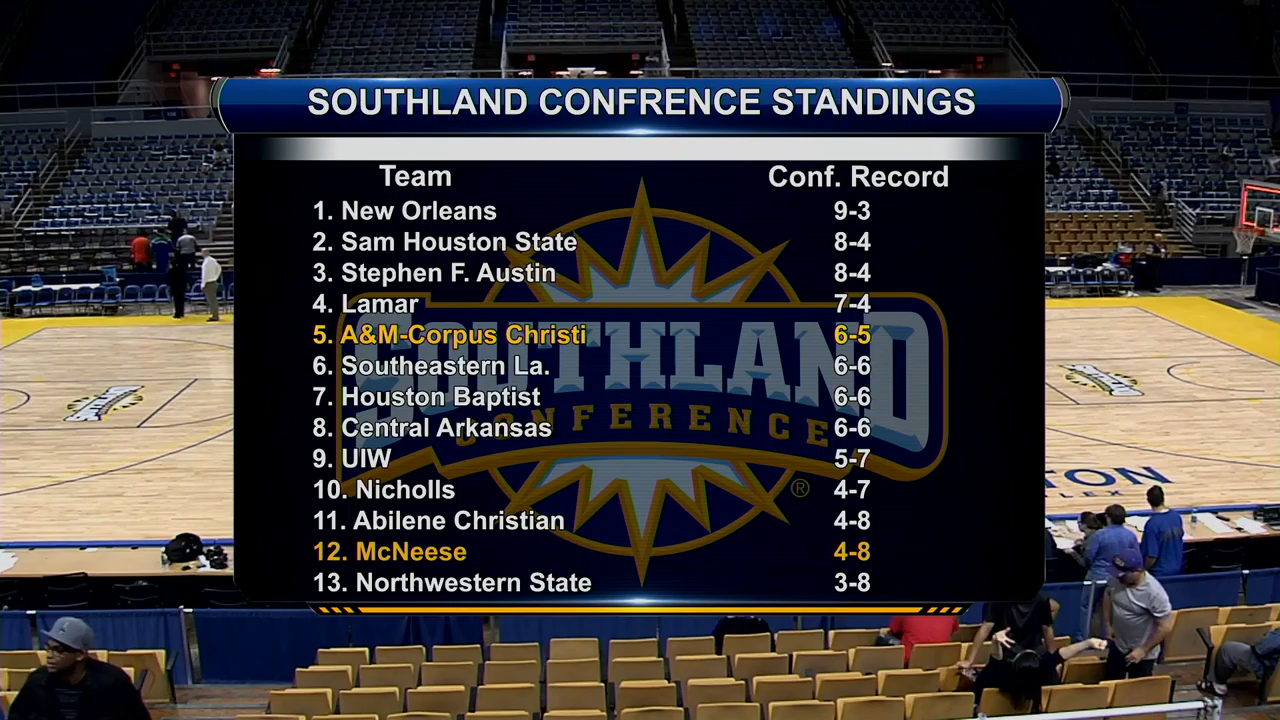 SOUTHLAND CONFRENCE STANDINGS
Team Conf. Record
1. New Orleans 9-3
2. Sam Houston State 8-4
3. Stephen F. Austin 8-4
4. Lamar 7-4
5. A&M-Corpus Christi 6-5
6. Southeastern La. 6-6
7. Houston Baptist 6-6
8. Central Arkansas 6-6
9. UIW 5-7
10. Nicholls 4-7
11. Abilene Christian 4-8
12. McNeese 4-8
13. Northwestern State 3-8
SOUTHLAND
CONFERENCE
®